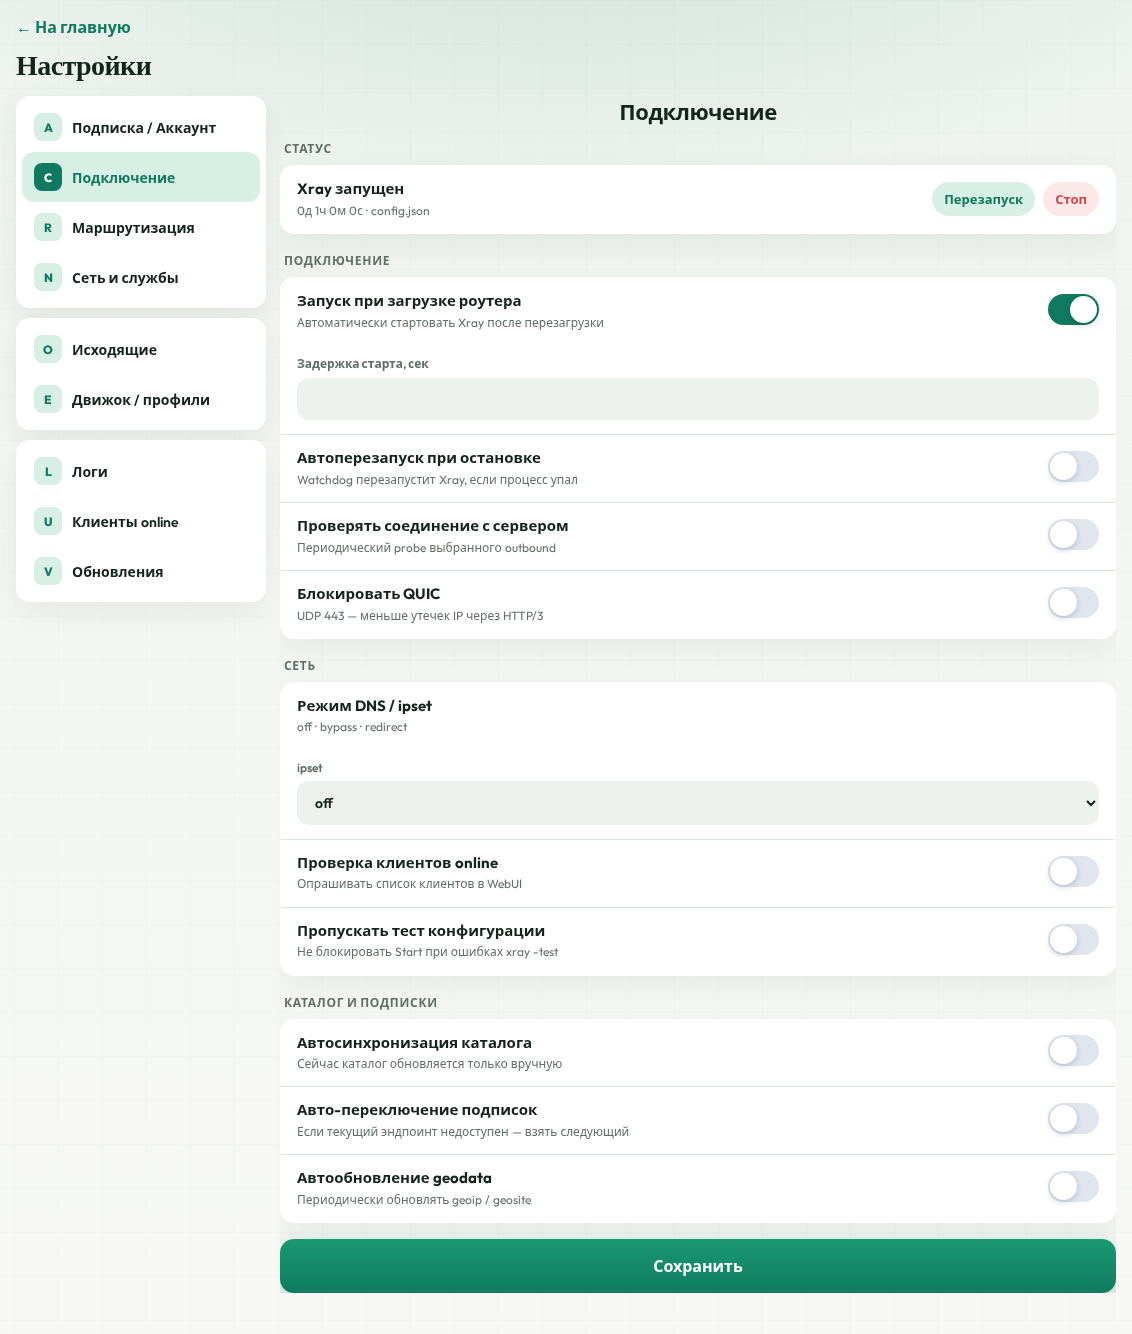 ← На главную
Настройки
A Подписка / Аккаунт
C Подключение
R Маршрутизация
N Сеть и службы
O Исходящие
E Движок / профили
L Логи
U Клиенты online
V Обновления
Подключение
СТАТУС
Xray запущен
0д 1ч 0м 0с · config.json
Перезапуск
Стоп
ПОДКЛЮЧЕНИЕ
Запуск при загрузке роутера
Автоматически стартовать Xray после перезагрузки
Задержка старта, сек
Автоперезапуск при остановке
Watchdog перезапустит Xray, если процесс упал
Проверять соединение с сервером
Периодический probe выбранного outbound
Блокировать QUIC
UDP 443 — меньше утечек IP через HTTP/3
СЕТЬ
Режим DNS / ipset
off · bypass · redirect
ipset
off
Проверка клиентов online
Опрашивать список клиентов в WebUI
Пропускать тест конфигурации
Не блокировать Start при ошибках xray -test
КАТАЛОГ И ПОДПИСКИ
Автосинхронизация каталога
Сейчас каталог обновляется только вручную
Авто-переключение подписок
Если текущий эндпоинт недоступен — взять следующий
Автообновление geodata
Периодически обновлять geoip / geosite
Сохранить